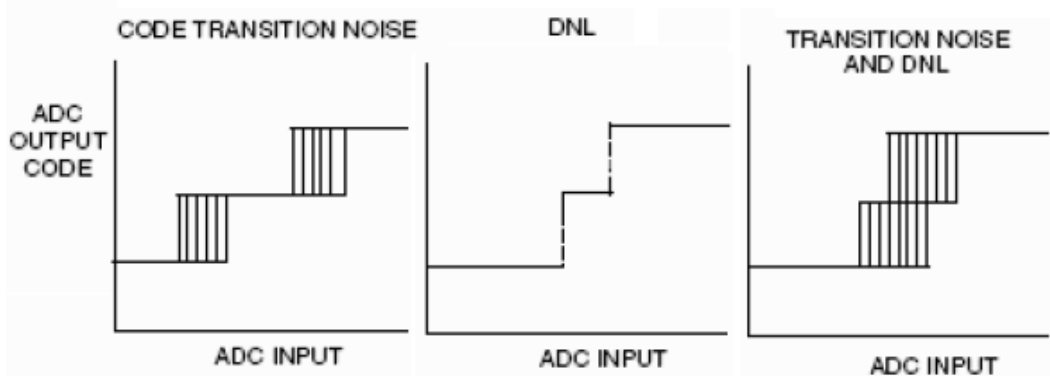 CODE TRANSITION NOISE
DNL
TRANSITION NOISE
AND DNL
ADC
OUTPUT
CODE
ADC INPUT
ADC INPUT
ADC INPUT